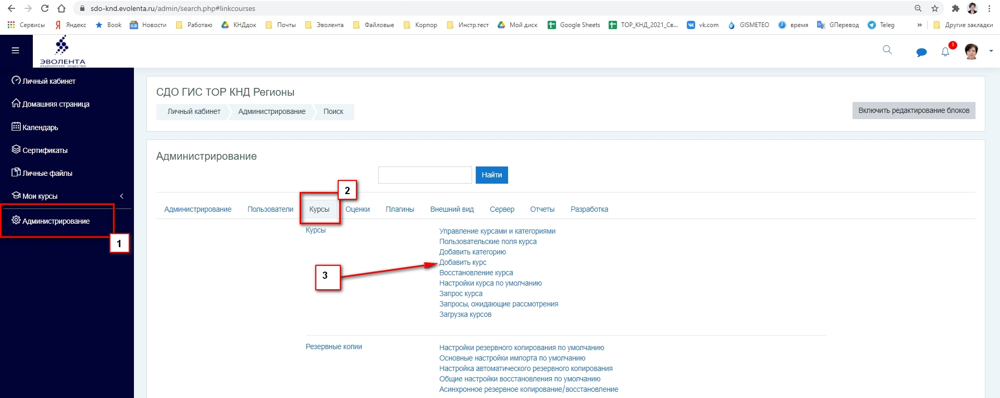 sdo-knd.evolenta.ru/admin/search.php#linkcourses
Сервисы Яндекс Book Новости Работаю КНДдок Почты Эволента Файловые Корпор Инстр.тест Мой диск Google Sheets ТОР_КНД_2021_Св... vk.com GISMETEO время GПеревод Teleg » Другие закладки
ЭВОЛЕНТА
АКЦИОНЕРНОЕ ОБЩЕСТВО
1
Личный кабинет
Домашняя страница
Календарь
Сертификаты
Личные файлы
Мои курсы
Администрирование
1
СДО ГИС ТОР КНД Регионы
Личный кабинет Администрирование Поиск
Включить редактирование блоков
Администрирование
Найти
2
Администрирование Пользователи Курсы Оценки Плагины Внешний вид Сервер Отчеты Разработка
Курсы
Управление курсами и категориями
Пользовательские поля курса
Добавить категорию
Добавить курс
3
Восстановление курса
Настройки курса по умолчанию
Запрос курса
Запросы, ожидающие рассмотрения
Загрузка курсов
Резервные копии
Настройки резервного копирования по умолчанию
Основные настройки импорта по умолчанию
Настройка автоматического резервного копирования
Общие настройки восстановления по умолчанию
Асинхронное резервное копирование/восстановление